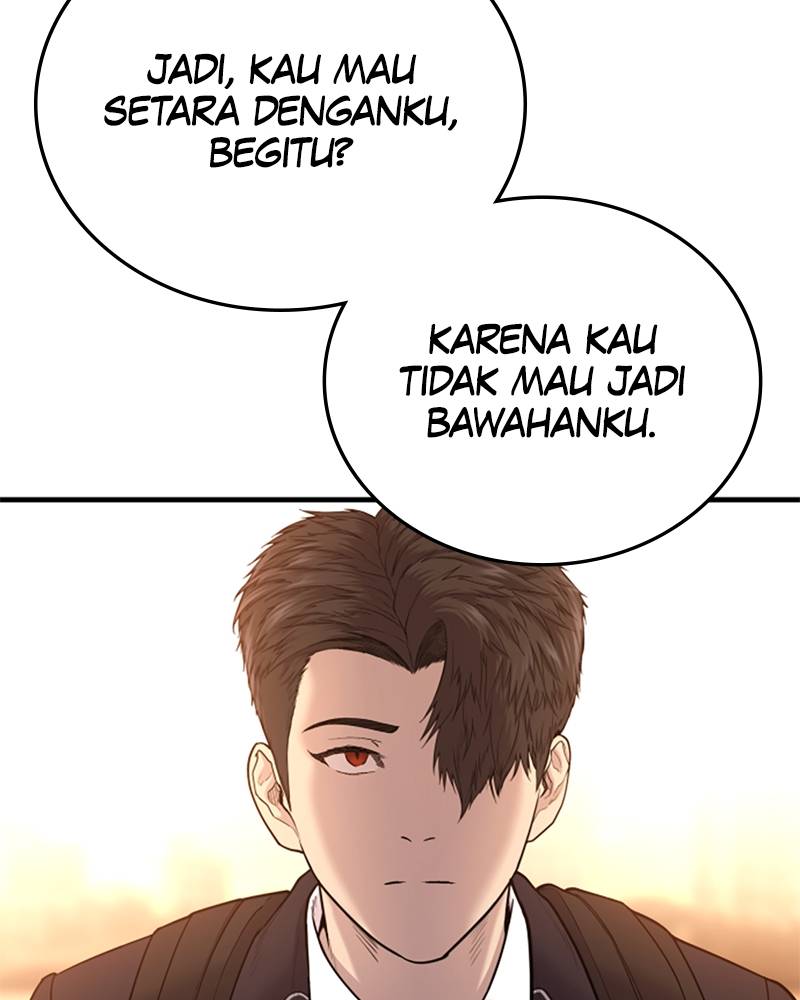 JADI, KAU MAU
SETARA DENGANKU,
BEGITU?
KARENA KAU
TIDAK MAU JADI
BAWAHANKU.